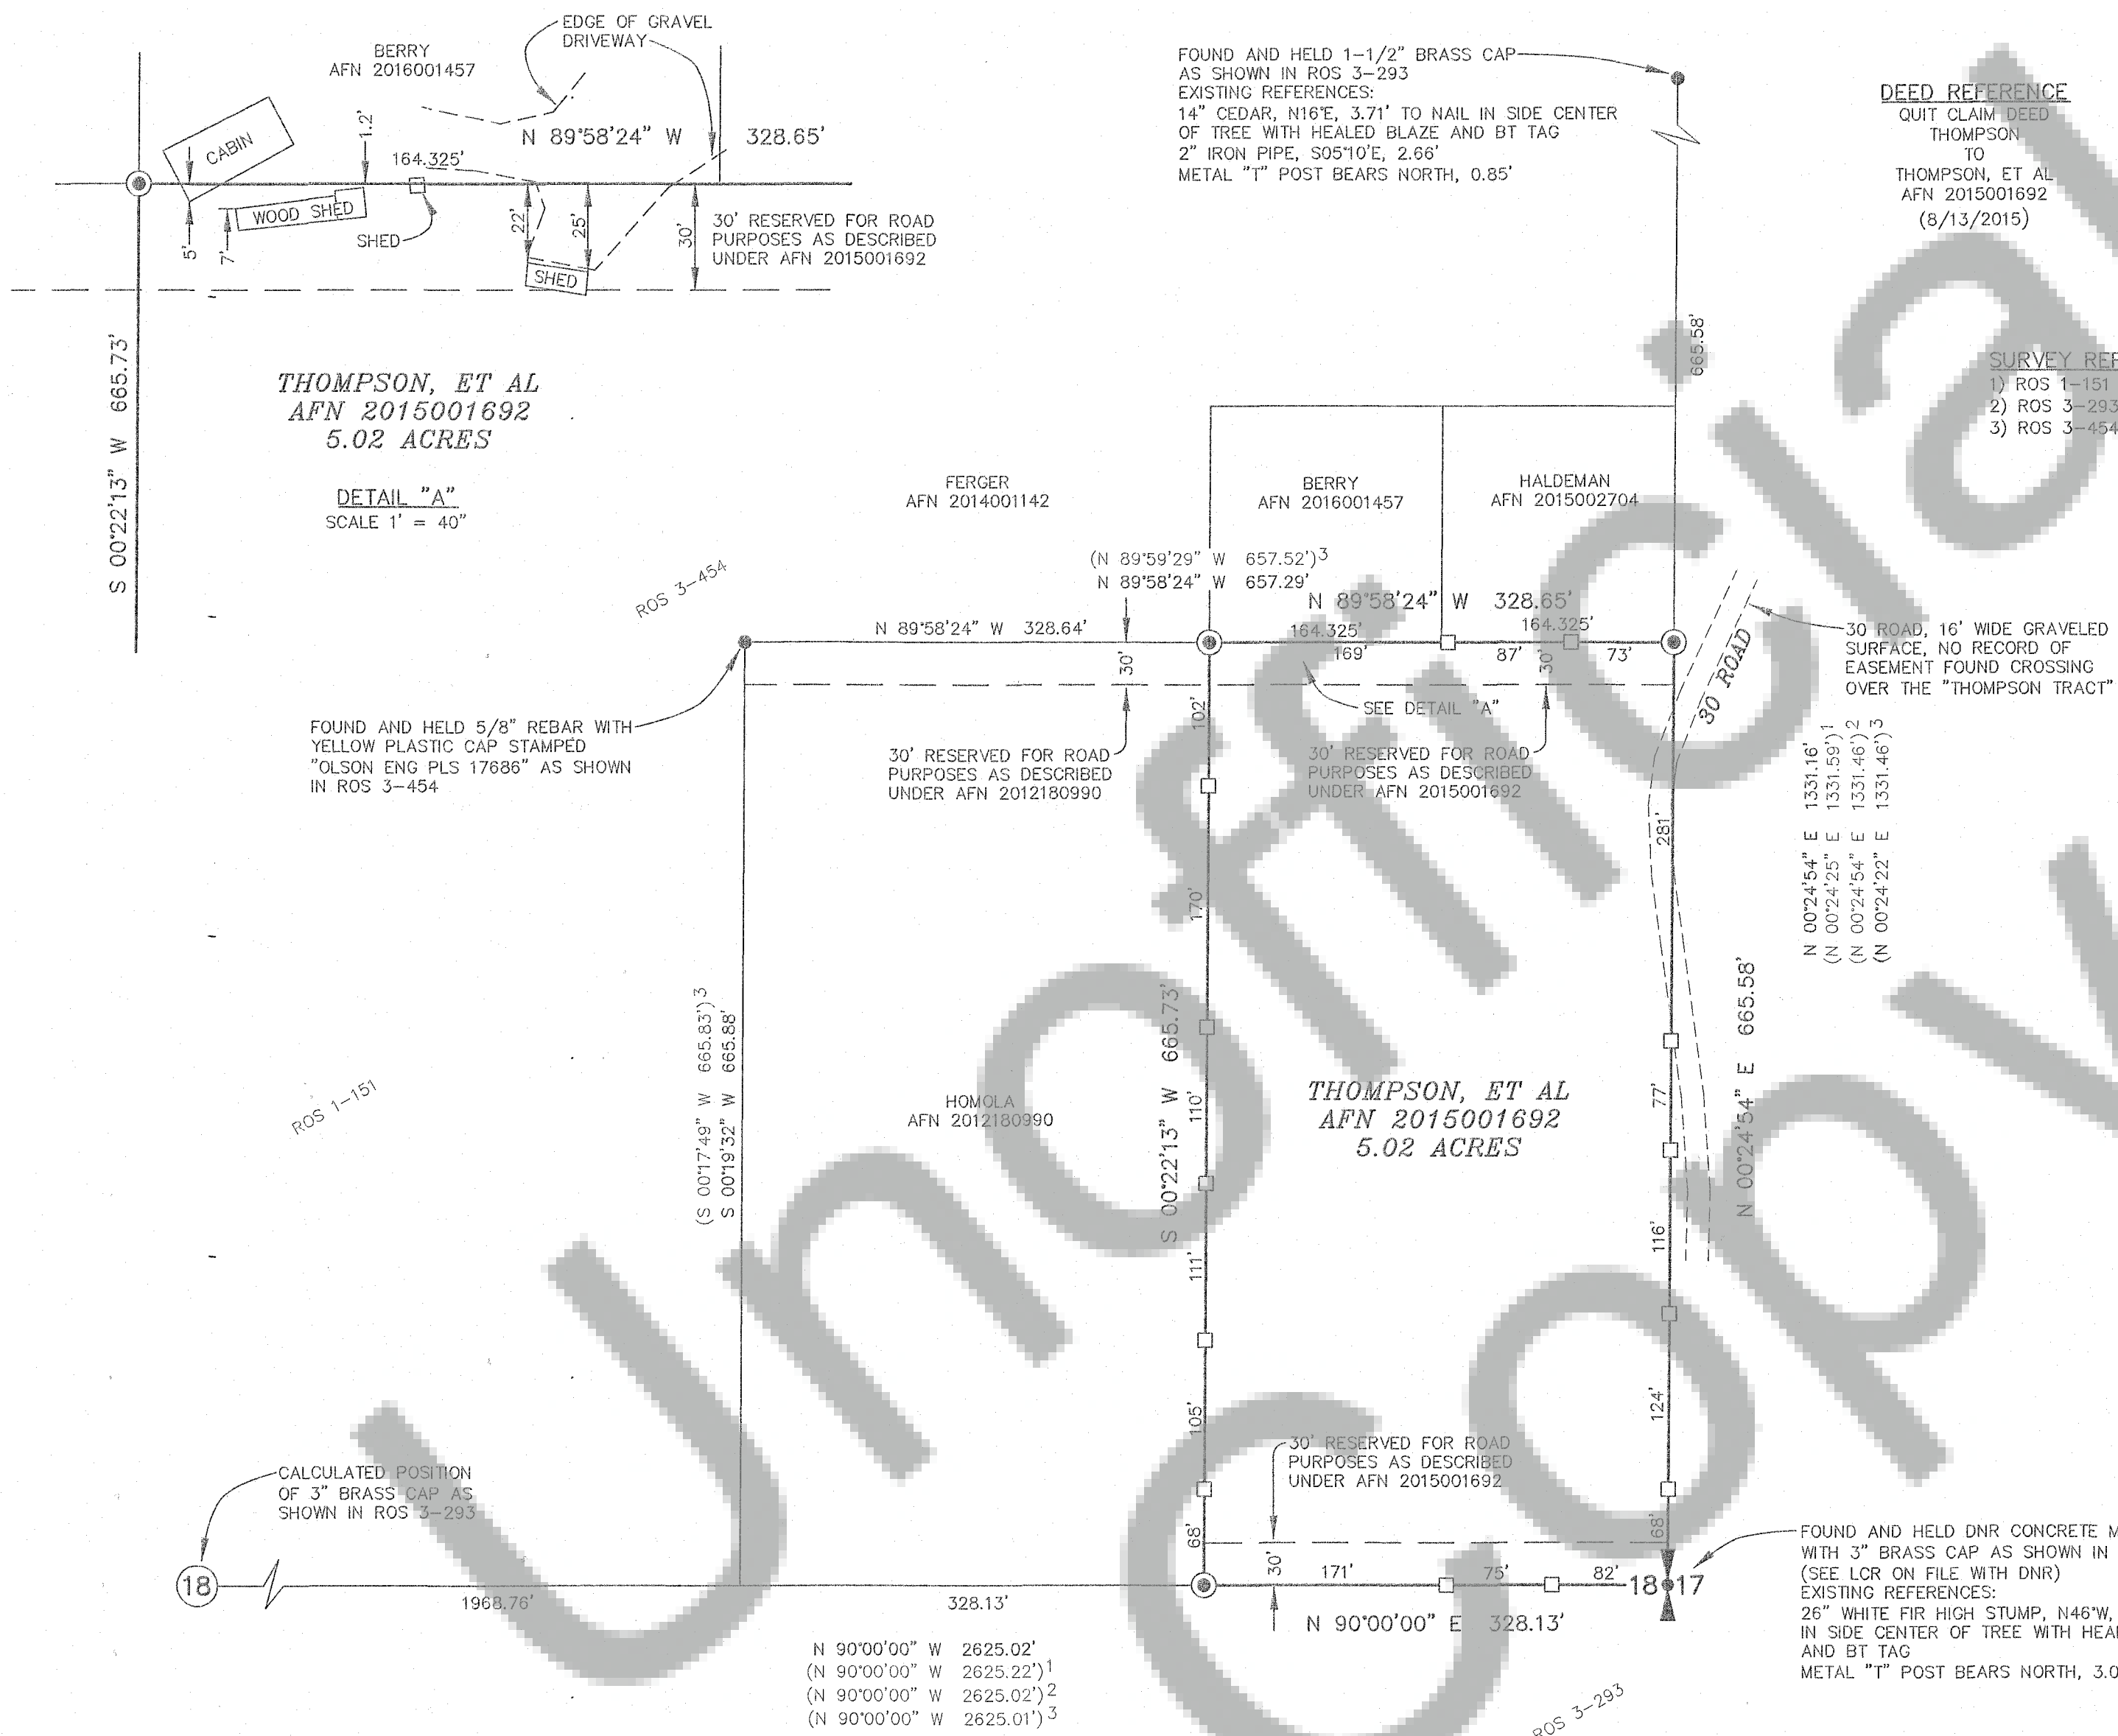 EDGE OF GRAVEL
DRIVEWAY
BERRY
AFN 2016001457
CABIN
1.2'
N 89°58'24" W 328.65'
164.325'
WOOD SHED
SHED
5'
7'
22'
25'
30'
SHED
30' RESERVED FOR ROAD
PURPOSES AS DESCRIBED
UNDER AFN 2015001692
S 00°22'13" W 665.73'
THOMPSON, ET AL
AFN 2015001692
5.02 ACRES
DETAIL "A"
SCALE 1' = 40"
FOUND AND HELD 1-1/2" BRASS CAP
AS SHOWN IN ROS 3-293
EXISTING REFERENCES:
14" CEDAR, N16°E, 3.71' TO NAIL IN SIDE CENTER
OF TREE WITH HEALED BLAZE AND BT TAG
2" IRON PIPE, S05°10'E, 2.66'
METAL "T" POST BEARS NORTH, 0.85'
DEED REFERENCE
QUIT CLAIM DEED
THOMPSON
TO
THOMPSON, ET AL
AFN 2015001692
(8/13/2015)
665.58'
SURVEY REF
1) ROS 1-151
2) ROS 3-293
3) ROS 3-454
FERGER
AFN 2014001142
BERRY
AFN 2016001457
HALDEMAN
AFN 2015002704
ROS 3-454
(N 89°59'29" W 657.52')3
N 89°58'24" W 657.29'
N 89°58'24" W 328.65'
N 89°58'24" W 328.64'
164.325'
164.325'
169'
87'
73'
30'
30'
SEE DETAIL "A"
30 ROAD
30 ROAD, 16' WIDE GRAVELED
SURFACE, NO RECORD OF
EASEMENT FOUND CROSSING
OVER THE "THOMPSON TRACT"
FOUND AND HELD 5/8" REBAR WITH
YELLOW PLASTIC CAP STAMPED
"OLSON ENG PLS 17686" AS SHOWN
IN ROS 3-454
30' RESERVED FOR ROAD
PURPOSES AS DESCRIBED
UNDER AFN 2012180990
30' RESERVED FOR ROAD
PURPOSES AS DESCRIBED
UNDER AFN 2015001692
N 00°24'54" E 1331.16'
(N 00°24'25" E 1331.59')1
(N 00°24'54" E 1331.46')2
(N 00°24'22" E 1331.46')3
102'
170'
110'
111'
105'
68'
281'
77'
116'
124'
68'
(S 00°17'49" W 665.83')3
S 00°19'32" W 665.88'
S 00°22'13" W 665.73'
N 00°24'54" E 665.58'
ROS 1-151
HOMOLA
AFN 2012180990
THOMPSON, ET AL
AFN 2015001692
5.02 ACRES
CALCULATED POSITION
OF 3" BRASS CAP AS
SHOWN IN ROS 3-293
30' RESERVED FOR ROAD
PURPOSES AS DESCRIBED
UNDER AFN 2015001692
18
1968.76'
328.13'
30'
171'
75'
82'
18 17
N 90°00'00" E 328.13'
FOUND AND HELD DNR CONCRETE M
WITH 3" BRASS CAP AS SHOWN IN
(SEE LCR ON FILE WITH DNR)
EXISTING REFERENCES:
26" WHITE FIR HIGH STUMP, N46°W,
IN SIDE CENTER OF TREE WITH HEAL
AND BT TAG
METAL "T" POST BEARS NORTH, 3.0
N 90°00'00" W 2625.02'
(N 90°00'00" W 2625.22')1
(N 90°00'00" W 2625.02')2
(N 90°00'00" W 2625.01')3
ROS 3-293
Unofficial
Copy